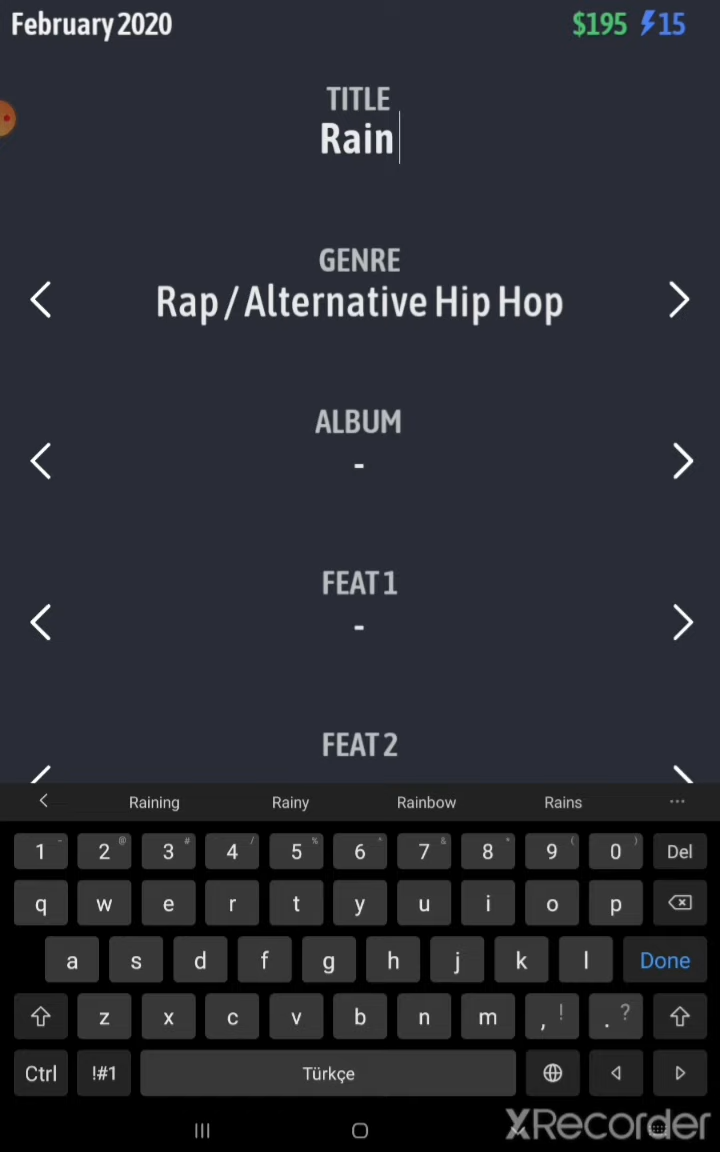 February 2020 $195 15
TITLE
Rain
GENRE
Rap / Alternative Hip Hop
ALBUM
-
FEAT 1
-
FEAT 2
Raining Rainy Rainbow Rains ...
1 - 2 @ 3 # 4 / 5 % 6 ^ 7 & 8 * 9 ( 0 ) Del
q w e r t y u i o p
a s d f g h j k l Done
z x c v b n m , ! . ?
Ctrl !#1 Türkçe
XRecorder